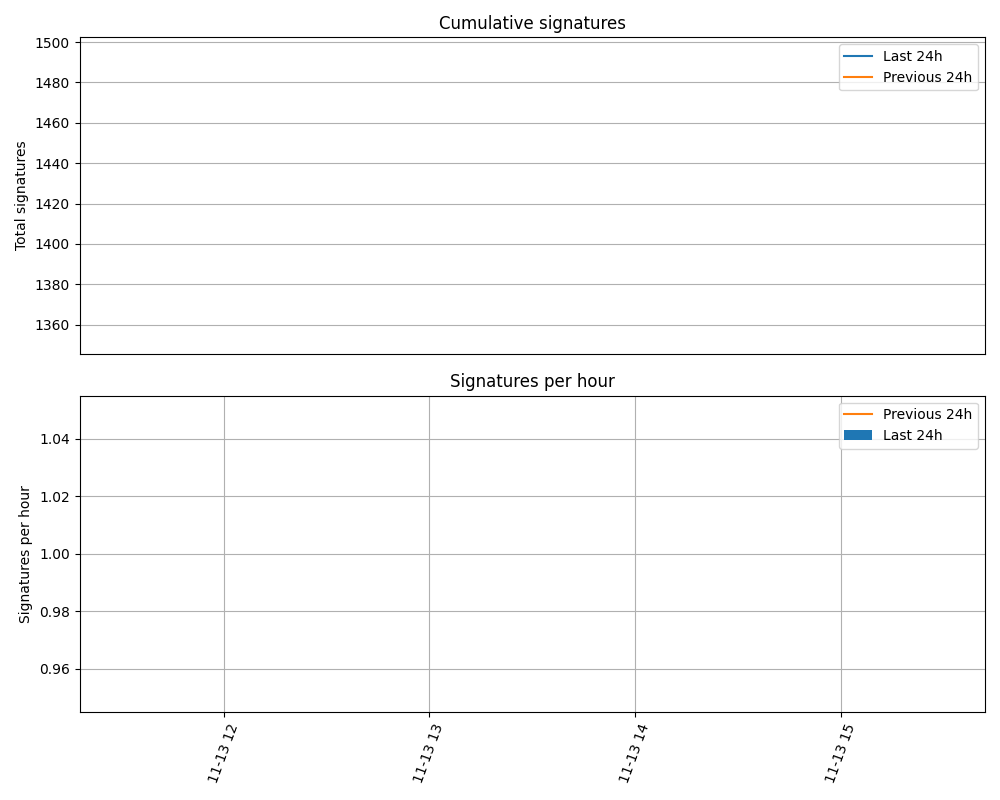 Cumulative signatures
1500
1480
1460
1440
1420
1400
1380
1360
Total signatures
Last 24h
Previous 24h
Signatures per hour
1.04
1.02
1.00
0.98
0.96
Signatures per hour
Previous 24h
Last 24h
11-13 12
11-13 13
11-13 14
11-13 15